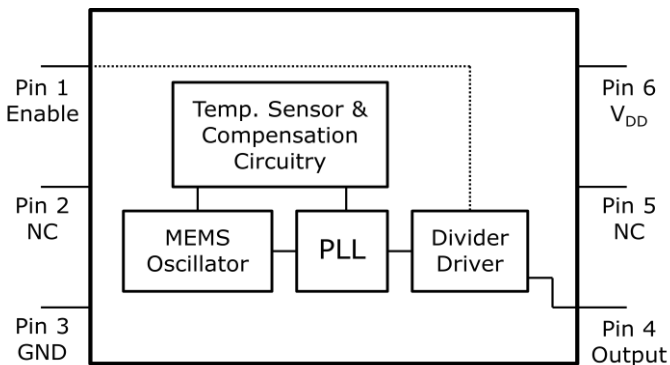 Pin 1
Enable
Pin 2
NC
Pin 3
GND
Temp. Sensor &
Compensation
Circuitry
MEMS
Oscillator
PLL
Divider
Driver
Pin 6
V_DD
Pin 5
NC
Pin 4
Output